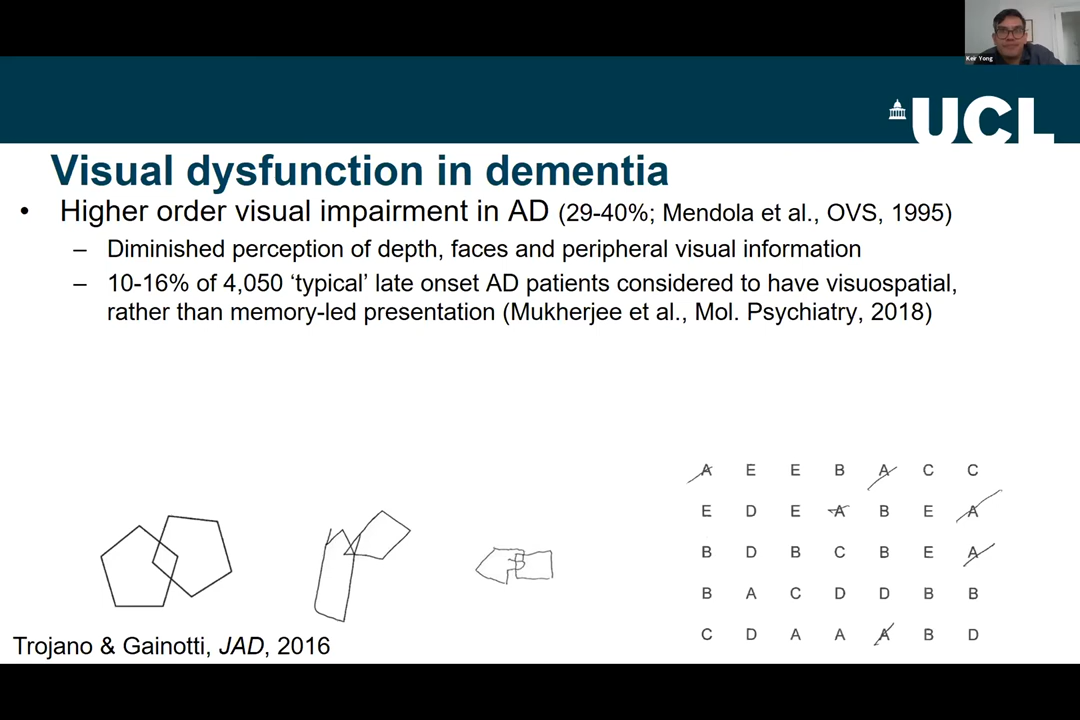 Keir Yong
UCL
Visual dysfunction in dementia
• Higher order visual impairment in AD (29-40%; Mendola et al., OVS, 1995)
– Diminished perception of depth, faces and peripheral visual information
– 10-16% of 4,050 ‘typical’ late onset AD patients considered to have visuospatial,
rather than memory-led presentation (Mukherjee et al., Mol. Psychiatry, 2018)
A E E B A C C
E D E A B E A
B D B C B E A
B A C D D B B
C D A A A B D
Trojano & Gainotti, JAD, 2016